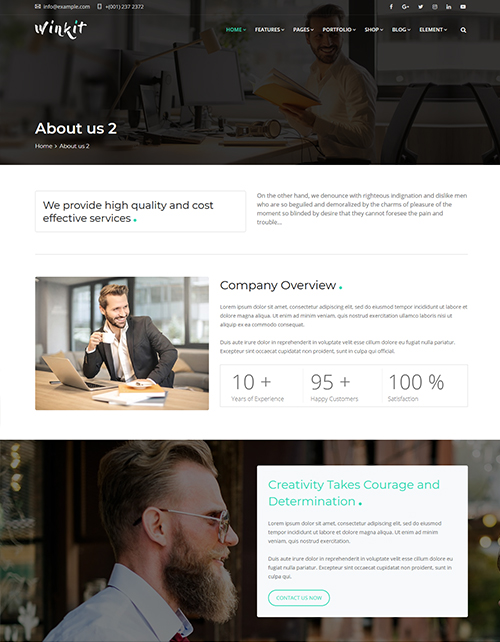 info@example.com +(001) 237 2372
Winkit
HOME FEATURES PAGES PORTFOLIO SHOP BLOG ELEMENT
About us 2
Home > About us 2
We provide high quality and cost
effective services .
On the other hand, we denounce with righteous indignation and dislike men
who are so beguiled and demoralized by the charms of pleasure of the
moment so blinded by desire that they cannot foresee the pain and
trouble...
Company Overview .
Lorem ipsum dolor sit amet, consectetur adipisicing elit, sed do eiusmod tempor incididunt ut labore et
dolore magna aliqua. Ut enim ad minim veniam, quis nostrud exercitation ullamco laboris nisi ut
aliquip ex ea commodo consequat.
Duis aute irure dolor in reprehenderit in voluptate velit esse cillum dolore eu fugiat nulla pariatur.
Excepteur sint occaecat cupidatat non proident, sunt in culpa qui official.
10 + 95 + 100 %
Years of Experience Happy Customers Satisfaction
Creativity Takes Courage and
Determination .
Lorem ipsum dolor sit amet, consectetur adipisicing elit, sed do eiusmod
tempor incididunt ut labore et dolore magna aliqua. Ut enim ad minim veniam,
quis nostrud exercitation.
Duis aute irure dolor in reprehenderit in voluptate velit esse cillum dolore eu
fugiat nulla pariatur. Excepteur sint occaecat cupidatat non proident, sunt in
culpa qui.
CONTACT US NOW